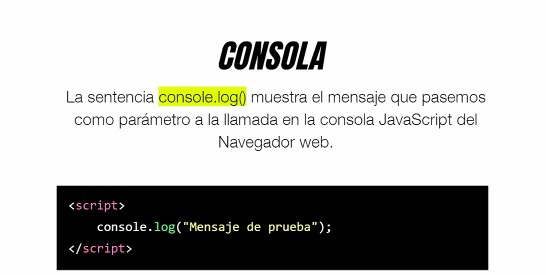 CONSOLA
La sentencia console.log() muestra el mensaje que pasemos
como parámetro a la llamada en la consola JavaScript del
Navegador web.
<script>
    console.log("Mensaje de prueba");
</script>